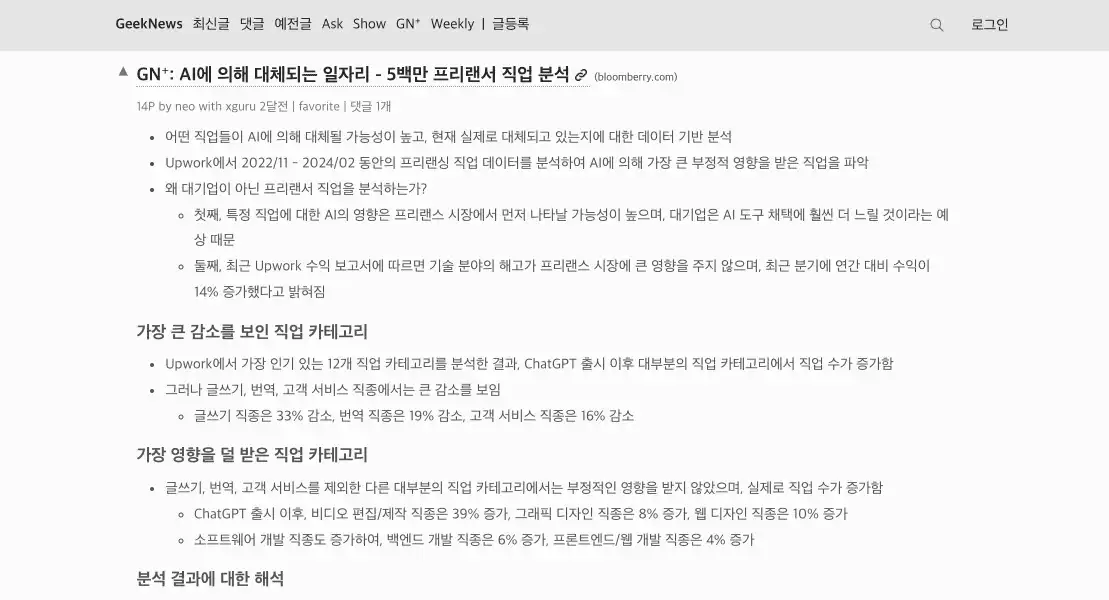 GeekNews 최신글 댓글 예전글 Ask Show GN⁺ Weekly | 글등록 로그인
▲ GN⁺: AI에 의해 대체되는 일자리 - 5백만 프리랜서 직업 분석 (bloomberry.com)
14P by neo with xguru 2달전 | favorite | 댓글 1개
• 어떤 직업들이 AI에 의해 대체될 가능성이 높고, 현재 실제로 대체되고 있는지에 대한 데이터 기반 분석
• Upwork에서 2022/11 - 2024/02 동안의 프리랜싱 직업 데이터를 분석하여 AI에 의해 가장 큰 부정적 영향을 받은 직업을 파악
• 왜 대기업이 아닌 프리랜서 직업을 분석하는가?
◦ 첫째, 특정 직업에 대한 AI의 영향은 프리랜스 시장에서 먼저 나타날 가능성이 높으며, 대기업은 AI 도구 채택에 훨씬 더 느릴 것이라는 예
상 때문
◦ 둘째, 최근 Upwork 수익 보고서에 따르면 기술 분야의 해고가 프리랜스 시장에 큰 영향을 주지 않으며, 최근 분기에 연간 대비 수익이
14% 증가했다고 밝혀짐
가장 큰 감소를 보인 직업 카테고리
• Upwork에서 가장 인기 있는 12개 직업 카테고리를 분석한 결과, ChatGPT 출시 이후 대부분의 직업 카테고리에서 직업 수가 증가함
• 그러나 글쓰기, 번역, 고객 서비스 직종에서는 큰 감소를 보임
◦ 글쓰기 직종은 33% 감소, 번역 직종은 19% 감소, 고객 서비스 직종은 16% 감소
가장 영향을 덜 받은 직업 카테고리
• 글쓰기, 번역, 고객 서비스를 제외한 다른 대부분의 직업 카테고리에서는 부정적인 영향을 받지 않았으며, 실제로 직업 수가 증가함
◦ ChatGPT 출시 이후, 비디오 편집/제작 직종은 39% 증가, 그래픽 디자인 직종은 8% 증가, 웹 디자인 직종은 10% 증가
◦ 소프트웨어 개발 직종도 증가하여, 백엔드 개발 직종은 6% 증가, 프론트엔드/웹 개발 직종은 4% 증가
분석 결과에 대한 해석